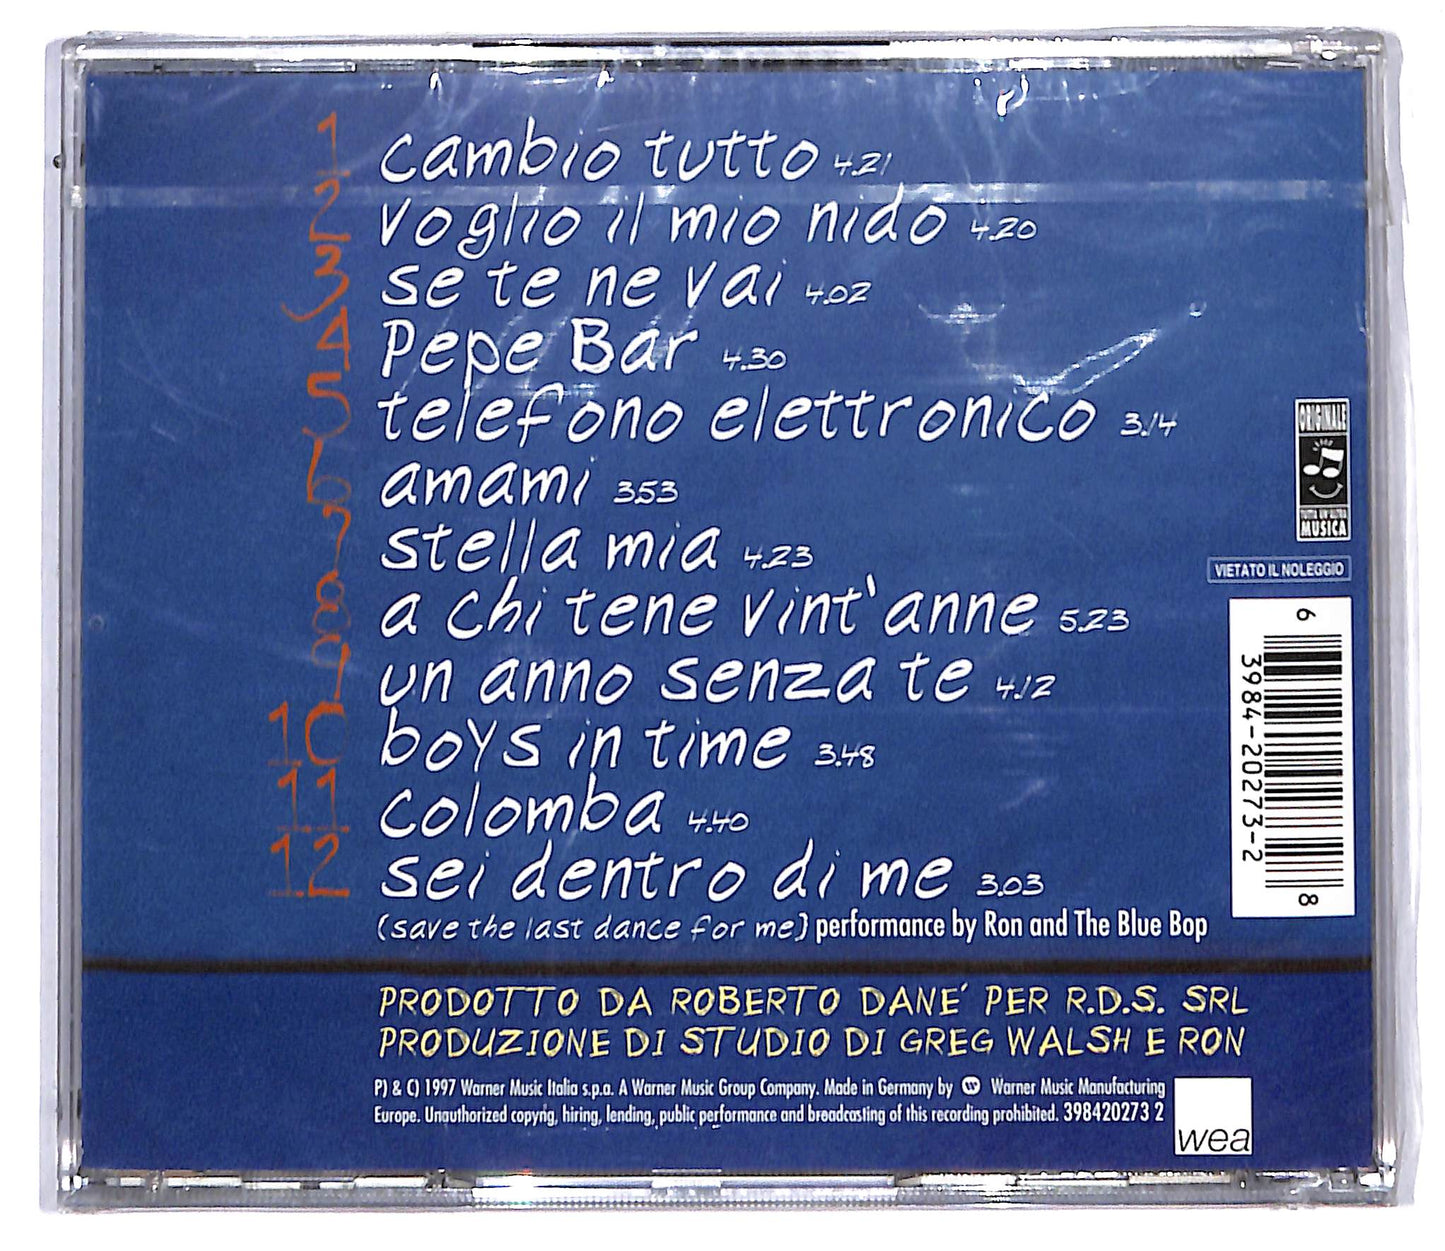 1 cambio tutto 4.21
2 voglio il mio nido 4.20
3 se te ne vai 4.02
4 Pepe Bar 4.30
5 telefono elettronico 3.14
6 amami 3.53
7 stella mia 4.23
8 a chi tene vint'anne 5.23
9 un anno senza te 4.12
10 boys in time 3.48
11 colomba 4.40
12 sei dentro di me 3.03
(save the last dance for me) performance by Ron and The Blue Bop
PRODOTTO DA ROBERTO DANE' PER R.D.S. SRL
PRODUZIONE DI STUDIO DI GREG WALSH E RON
P) & C) 1997 Warner Music Italia s.p.a. A Warner Music Group Company. Made in Germany by Warner Music Manufacturing
Europe. Unauthorized copyrig, hiring, lending, public performance and broadcasting of this recording prohibited. 398420273 2
wea
ORIGINALE
TUTTA UN'ALTRA
MUSICA
VIETATO IL NOLEGGIO
6 3984-20273-2 8